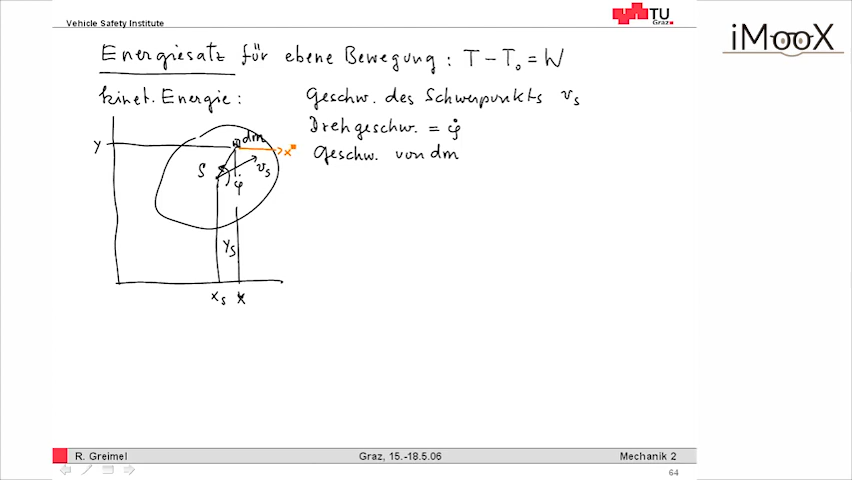 Vehicle Safety Institute
TU
Graz
iMooX
Energiesatz für ebene Bewegung: T - T₀ = W
kinet. Energie: Geschw. des Schwerpunkts vs
Drehgeschw. = φ̇
Geschw. von dm
y
dm
ẋ
S
vs
φ
ys
xs x
R. Greimel Graz, 15.-18.5.06 Mechanik 2
64